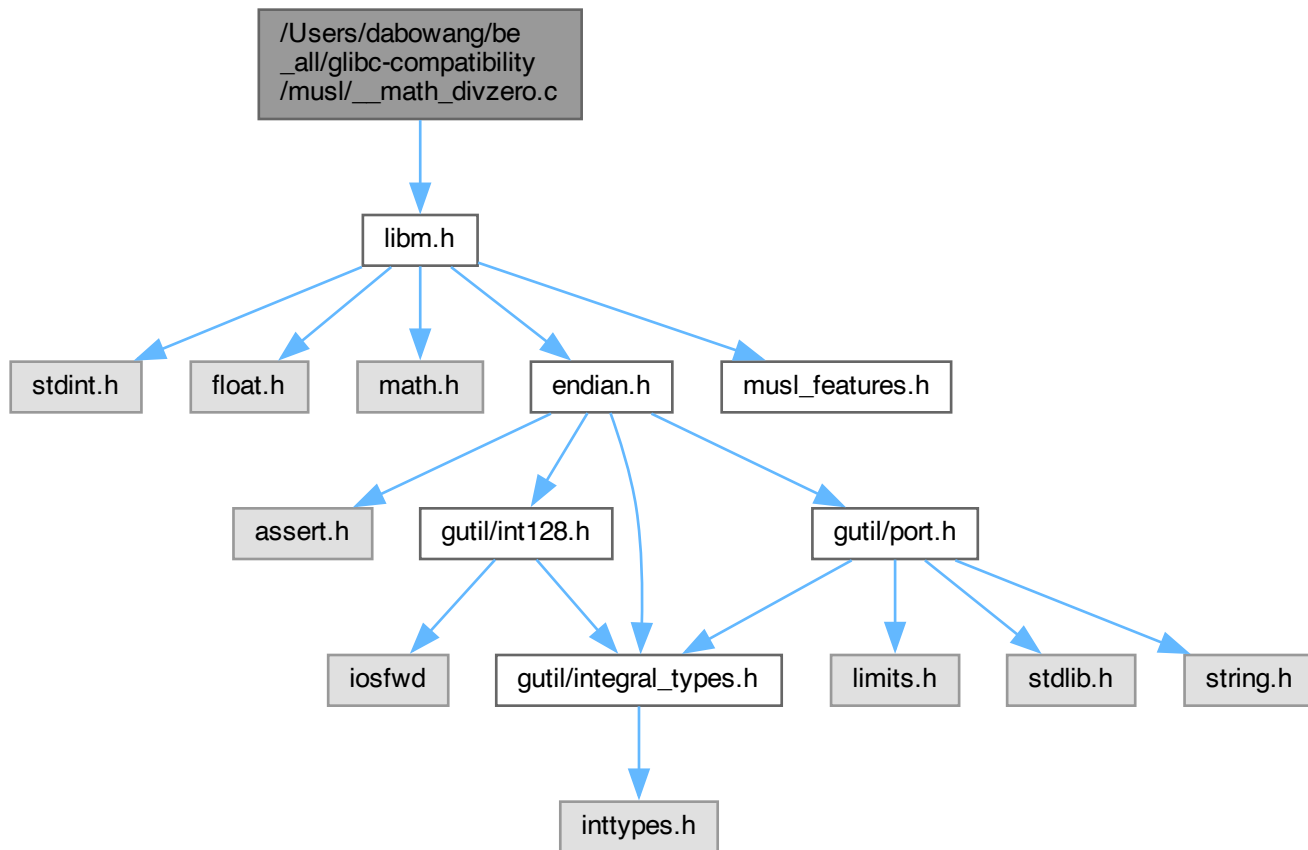 /Users/dabowang/be
_all/glibc-compatibility
/musl/__math_divzero.c
libm.h
stdint.h
float.h
math.h
endian.h
musl_features.h
assert.h
gutil/int128.h
gutil/port.h
iosfwd
gutil/integral_types.h
limits.h
stdlib.h
string.h
inttypes.h